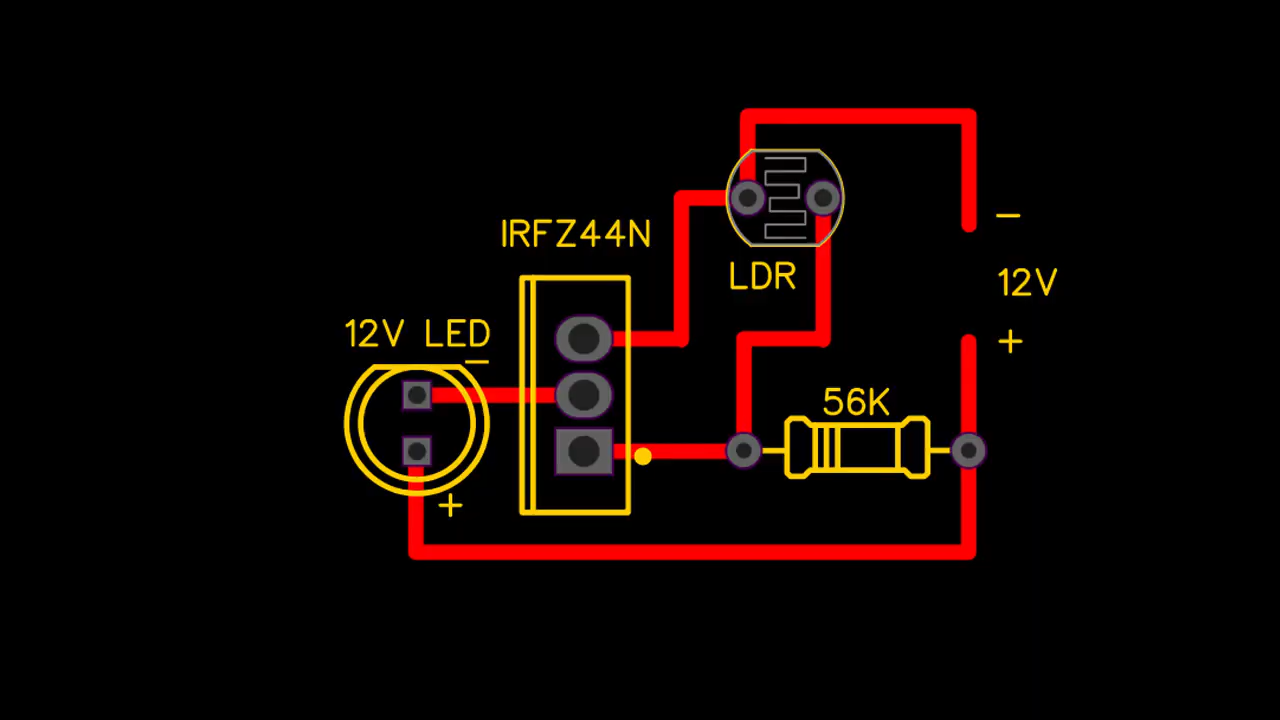 IRFZ44N
LDR
−
12V
+
12V LED
−
+
56K